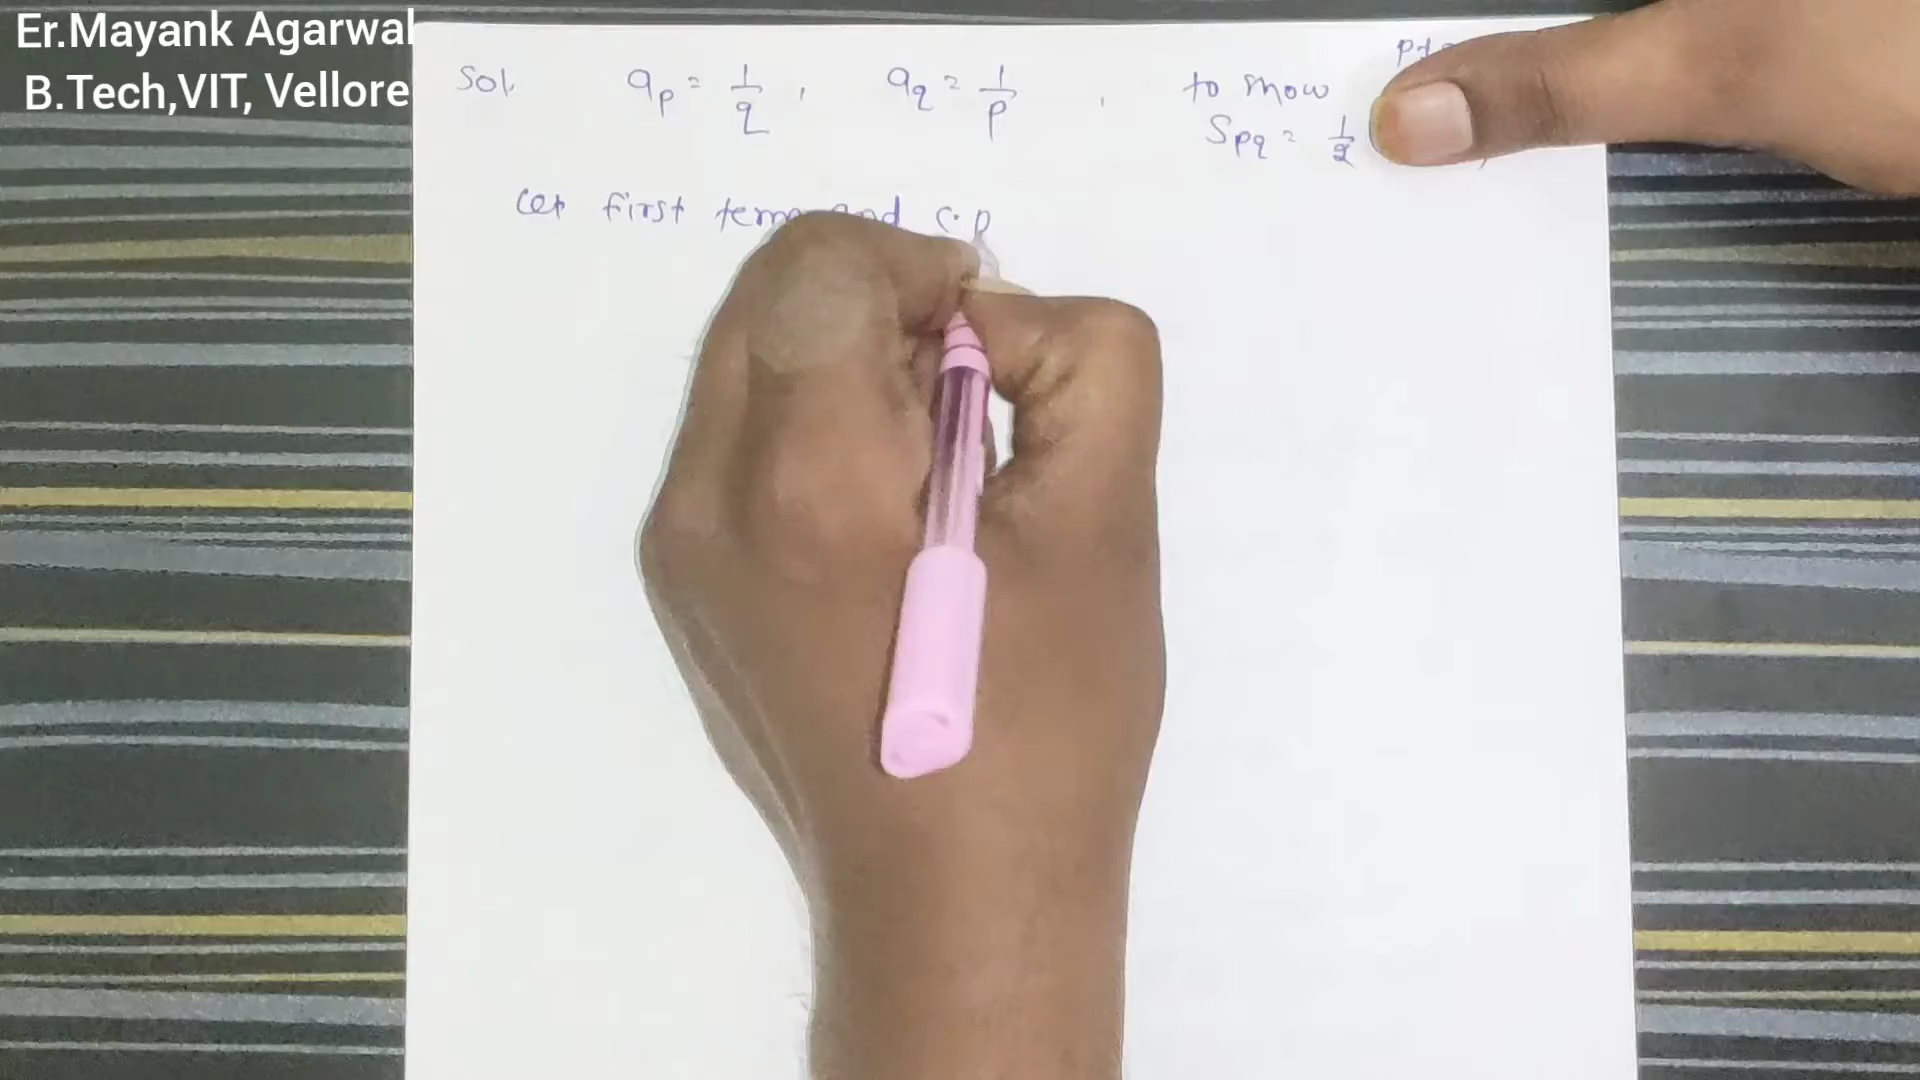 Er.Mayank Agarwal
B.Tech,VIT, Vellore
Sol. a_p = 1/q , a_q = 1/p , to show
S_pq = 1/2
Let first term and c.D